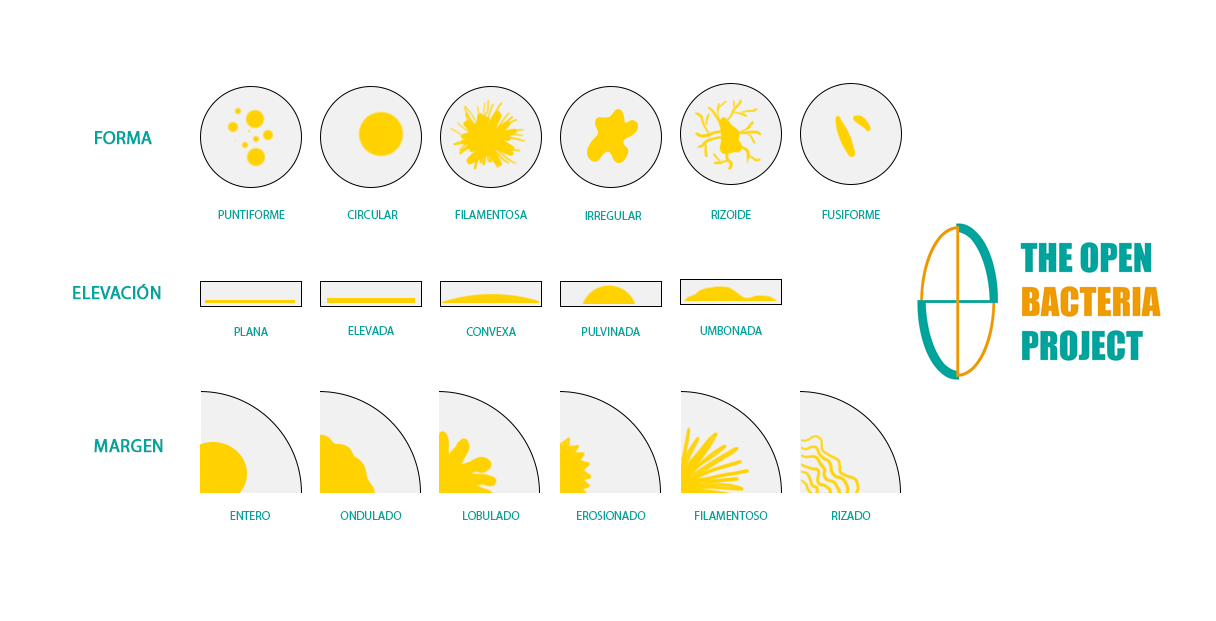 FORMA
PUNTIFORME
CIRCULAR
FILAMENTOSA
IRREGULAR
RIZOIDE
FUSIFORME
ELEVACIÓN
PLANA
ELEVADA
CONVEXA
PULVINADA
UMBONADA
MARGEN
ENTERO
ONDULADO
LOBULADO
EROSIONADO
FILAMENTOSO
RIZADO
THE OPEN
BACTERIA
PROJECT